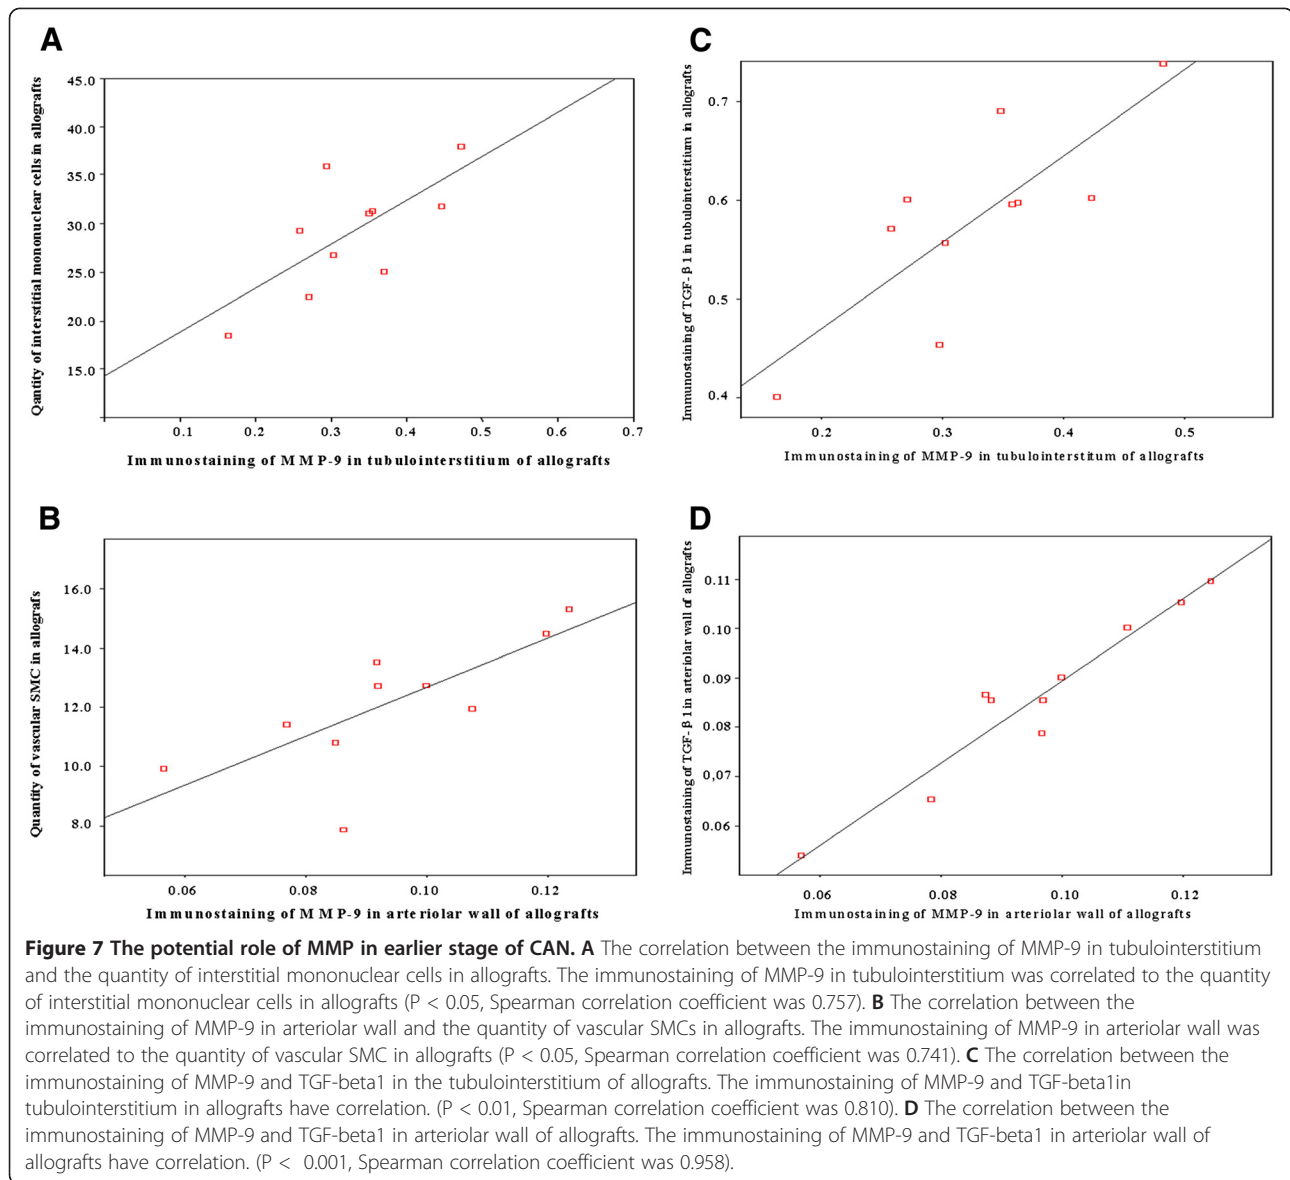 A
Qantity of interstitial mononuclear cells in allografts
45.0
40.0
35.0
30.0
25.0
20.0
15.0
0.1 0.2 0.3 0.4 0.5 0.6 0.7
Immunostaining of MMP-9 in tubulointerstitium of allografts
C
Immunostaining of TGF-β1 in tubulointerstitium in allografts
0.7
0.6
0.5
0.4
0.2 0.3 0.4 0.5
Immunostaining of MMP-9 in tubulointerstitum of allografts
B
Quantity of vascular SMC in allografs
16.0
14.0
12.0
10.0
8.0
0.06 0.08 0.10 0.12
Immunostaining of MMP-9 in arteriolar wall of allografts
D
Immunostaining of TGF-β1 in arteriolar wall of allografts
0.11
0.10
0.09
0.08
0,07
0.06
0.06 0.08 0.10 0.12
Immunostaining of MMP-9 in arteriolar wall of allografts
Figure 7 The potential role of MMP in earlier stage of CAN. A The correlation between the immunostaining of MMP-9 in tubulointerstitium
and the quantity of interstitial mononuclear cells in allografts. The immunostaining of MMP-9 in tubulointerstitium was correlated to the quantity
of interstitial mononuclear cells in allografts (P < 0.05, Spearman correlation coefficient was 0.757). B The correlation between the
immunostaining of MMP-9 in arteriolar wall and the quantity of vascular SMCs in allografts. The immunostaining of MMP-9 in arteriolar wall was
correlated to the quantity of vascular SMC in allografts (P < 0.05, Spearman correlation coefficient was 0.741). C The correlation between the
immunostaining of MMP-9 and TGF-beta1 in the tubulointerstitium of allografts. The immunostaining of MMP-9 and TGF-beta1in
tubulointerstitium in allografts have correlation. (P < 0.01, Spearman correlation coefficient was 0.810). D The correlation between the
immunostaining of MMP-9 and TGF-beta1 in arteriolar wall of allografts. The immunostaining of MMP-9 and TGF-beta1 in arteriolar wall of
allografts have correlation. (P < 0.001, Spearman correlation coefficient was 0.958).